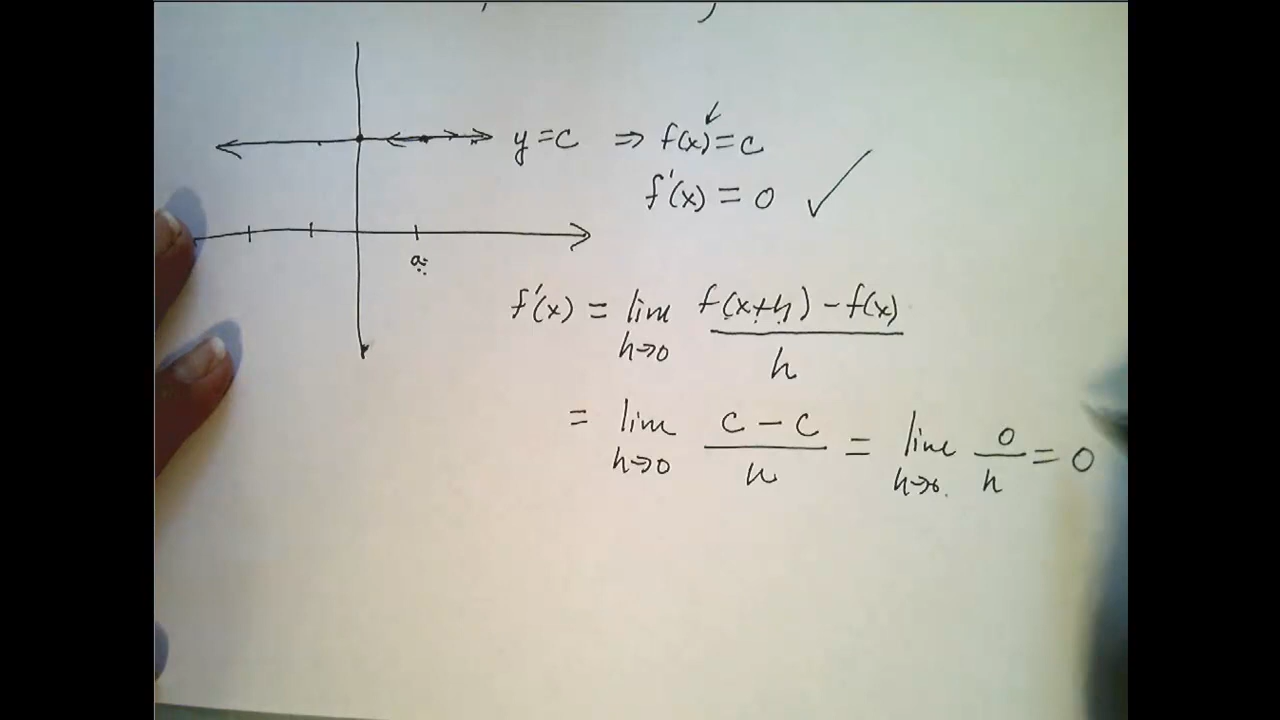 y=c ⇒ f(x)=c
f'(x) = 0 ✓
a
f'(x) = lim h→0 f(x+h) - f(x) / h
= lim h→0 c - c / h = lim h→0 0 / h = 0